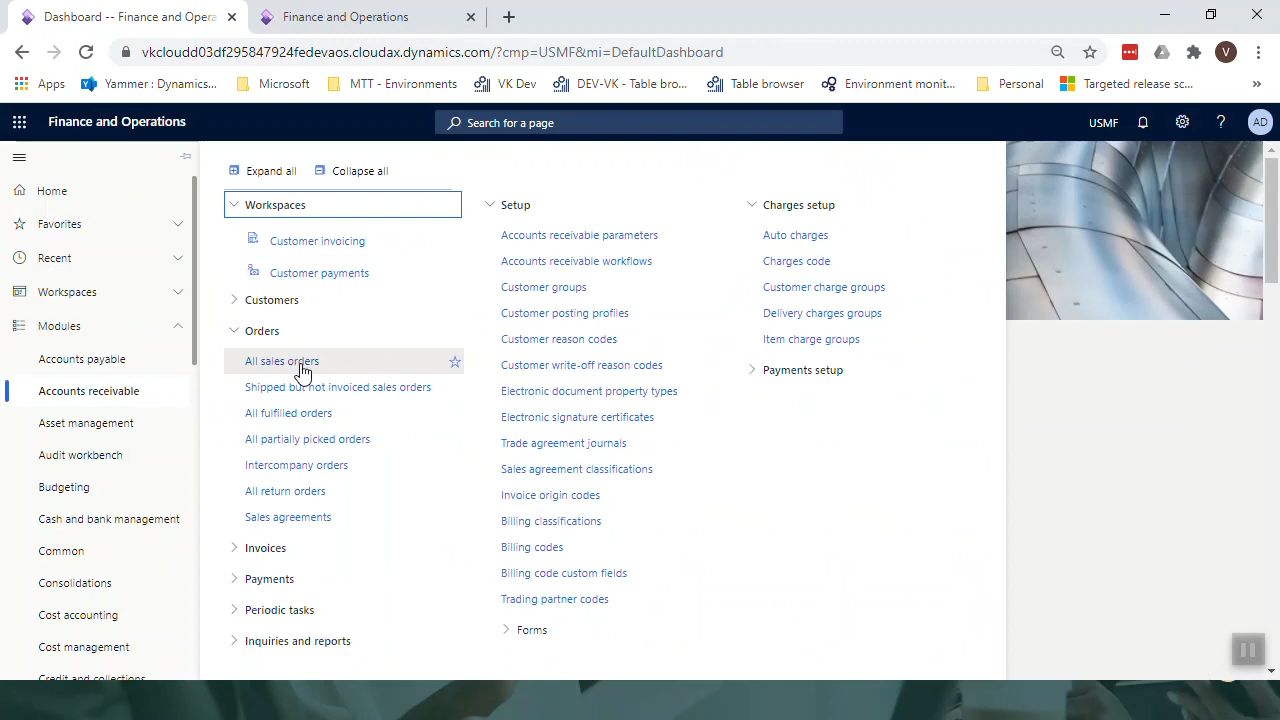 Dashboard -- Finance and Opera
Finance and Operations
vkcloudd03df295847924fedevaos.cloudax.dynamics.com/?cmp=USMF&mi=DefaultDashboard
V
Apps
Yammer : Dynamics...
Microsoft
MTT - Environments
VK Dev
DEV-VK - Table bro...
Table browser
Environment monit...
Personal
Targeted release sc...
»
Finance and Operations
Search for a page
USMF
?
AD
Home
Favorites
Recent
Workspaces
Modules
Accounts payable
Accounts receivable
Asset management
Audit workbench
Budgeting
Cash and bank management
Common
Consolidations
Cost accounting
Cost management
Credit and collections
Expand all
Collapse all
Workspaces
Customer invoicing
Customer payments
Customers
Orders
All sales orders
Shipped but not invoiced sales orders
All fulfilled orders
All partially picked orders
Intercompany orders
All return orders
Sales agreements
Invoices
Payments
Periodic tasks
Inquiries and reports
Setup
Accounts receivable parameters
Accounts receivable workflows
Customer groups
Customer posting profiles
Customer reason codes
Customer write-off reason codes
Electronic document property types
Electronic signature certificates
Trade agreement journals
Sales agreement classifications
Invoice origin codes
Billing classifications
Billing codes
Billing code custom fields
Trading partner codes
Forms
Charges setup
Auto charges
Charges code
Customer charge groups
Delivery charges groups
Item charge groups
Payments setup